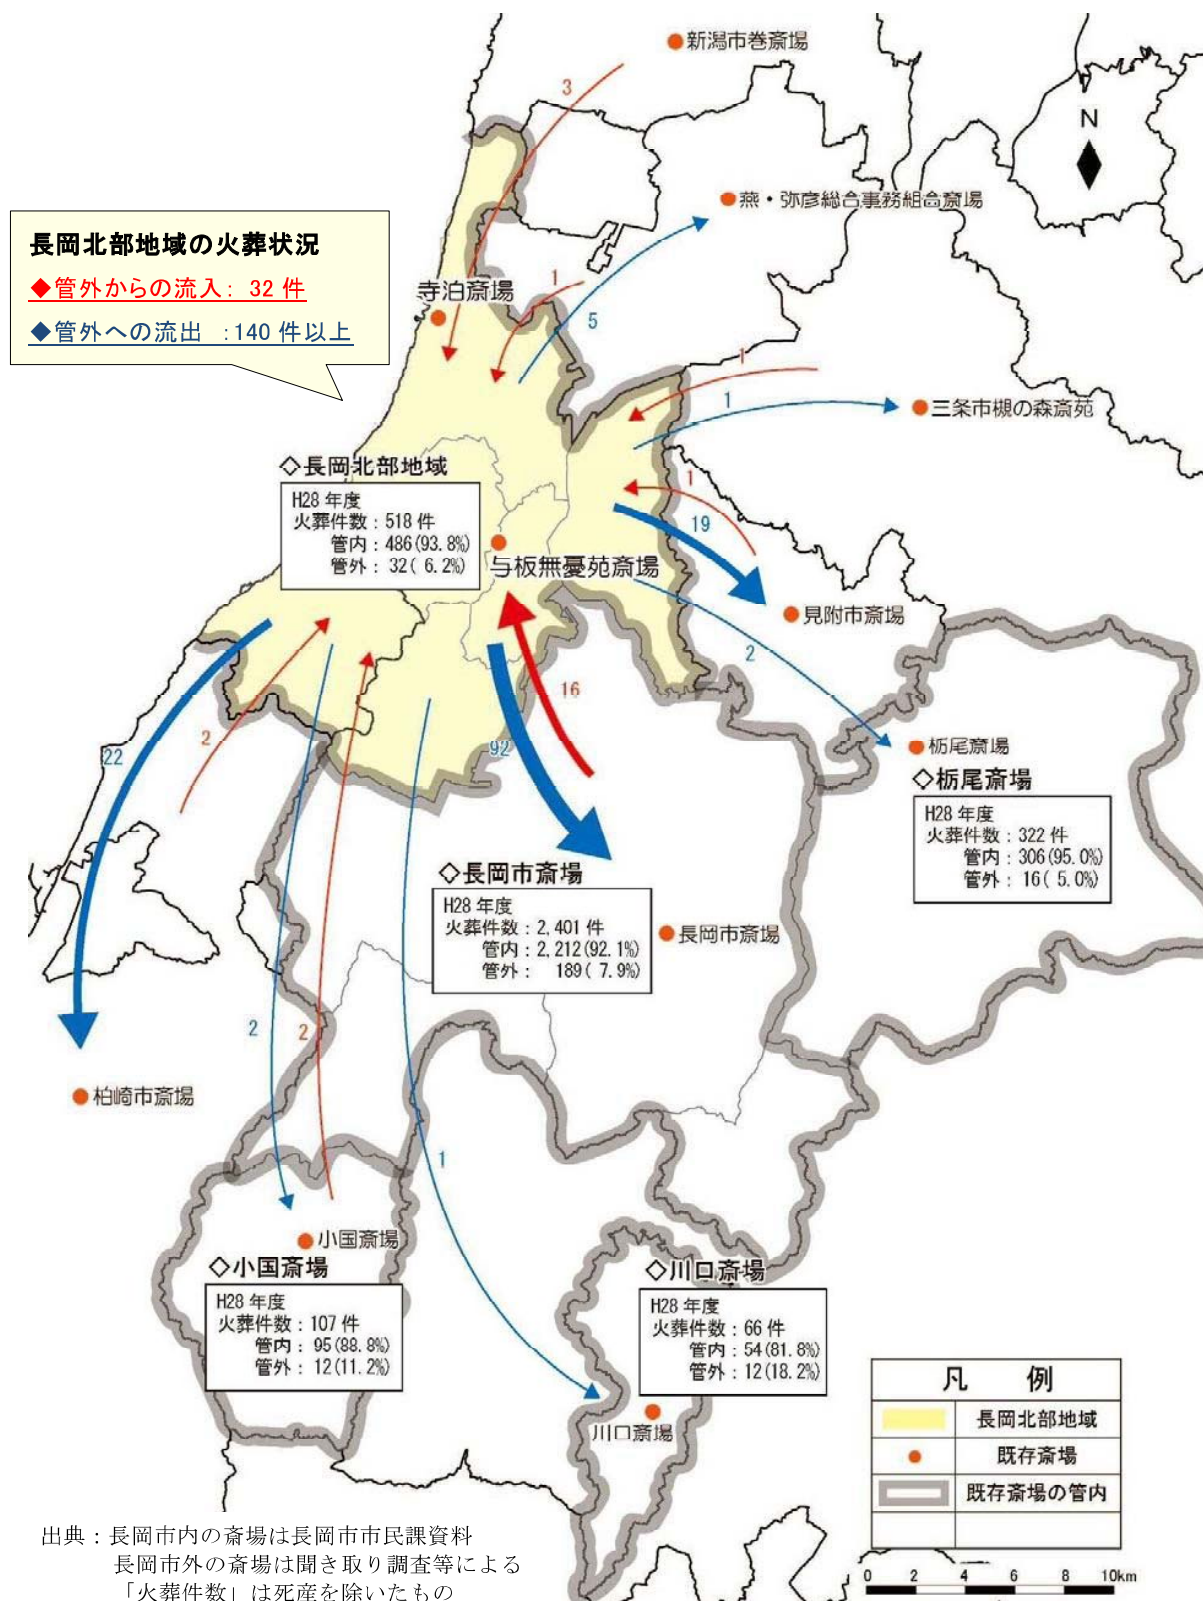 新潟市巻斎場
3
N
燕・弥彦総合事務組合斎場
長岡北部地域の火葬状況
◆管外からの流入： 32 件
◆管外への流出 ：140 件以上
寺泊斎場
1
5
1
1
三条市槻の森斎苑
◇長岡北部地域
H28 年度
火葬件数：518 件
管内：486(93.8%)
管外： 32( 6.2%)
1
19
与板無憂苑斎場
見附市斎場
2
16
2
22
92
栃尾斎場
◇栃尾斎場
H28 年度
火葬件数：322 件
管内：306(95.0%)
管外： 16( 5.0%)
◇長岡市斎場
H28 年度
火葬件数：2,401 件
管内：2,212(92.1%)
管外： 189( 7.9%)
長岡市斎場
2
2
柏崎市斎場
1
小国斎場
◇小国斎場
H28 年度
火葬件数：107 件
管内：95(88.8%)
管外：12(11.2%)
◇川口斎場
H28 年度
火葬件数：66 件
管内：54(81.8%)
管外：12(18.2%)
川口斎場
凡 例
長岡北部地域
既存斎場
既存斎場の管内
出典：長岡市内の斎場は長岡市市民課資料
長岡市外の斎場は聞き取り調査等による
「火葬件数」は死産を除いたもの
0 2 4 6 8 10km